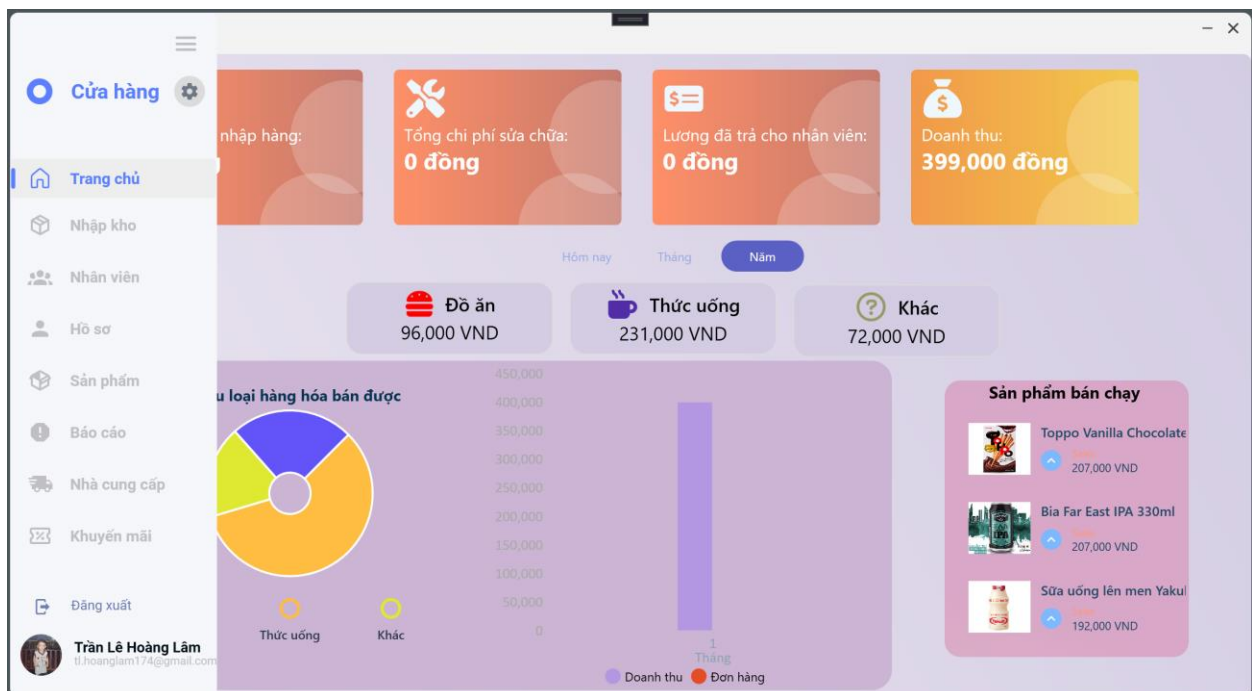 Cửa hàng
Trang chủ
Nhập kho
Nhân viên
Hồ sơ
Sản phẩm
Báo cáo
Nhà cung cấp
Khuyến mãi
Đăng xuất
Trần Lê Hoàng Lâm
tl.hoanglam174@gmail.com
nhập hàng:
Tổng chi phí sửa chữa:
0 đồng
Lương đã trả cho nhân viên:
0 đồng
Doanh thu:
399,000 đồng
Hôm nay
Tháng
Năm
Đồ ăn
96,000 VND
Thức uống
231,000 VND
Khác
72,000 VND
loại hàng hóa bán được
Thức uống
Khác
450,000
400,000
350,000
300,000
250,000
200,000
150,000
100,000
50,000
0
1
Tháng
Doanh thu
Đơn hàng
Sản phẩm bán chạy
Toppo Vanilla Chocolate
207,000 VND
Bia Far East IPA 330ml
207,000 VND
Sữa uống lên men Yakul
192,000 VND